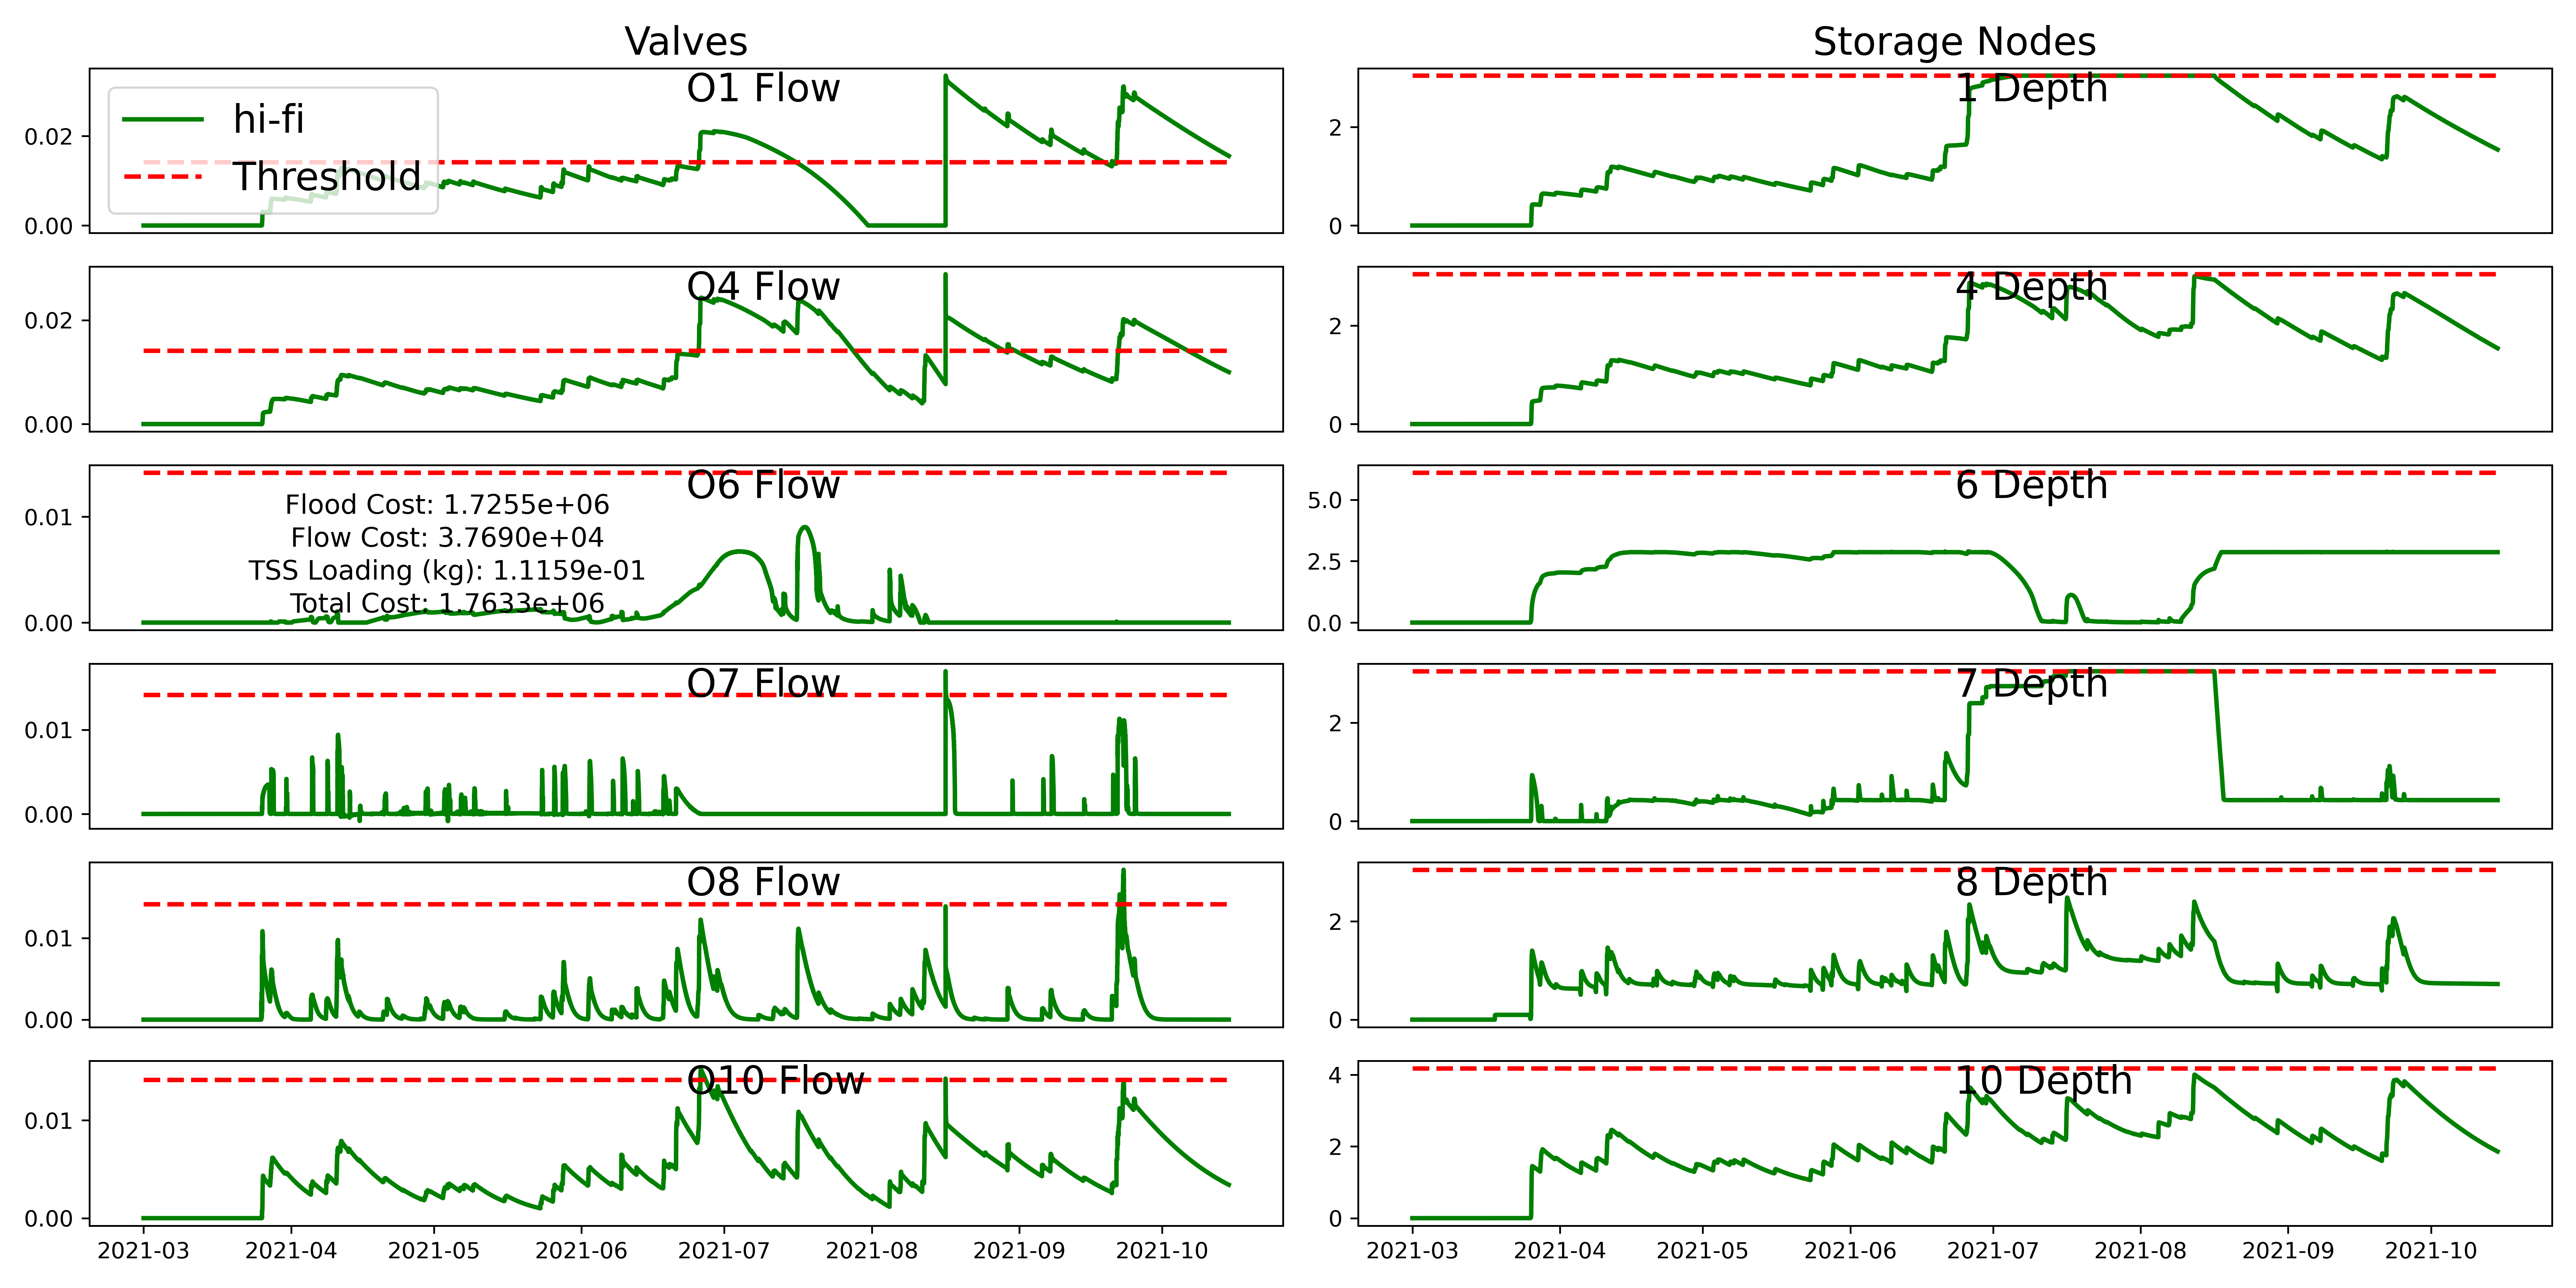 Valves
Storage Nodes
O1 Flow
hi-fi
Threshold
0.02
0.00
1 Depth
2
0
O4 Flow
0.02
0.00
4 Depth
2
0
O6 Flow
Flood Cost: 1.7255e+06
Flow Cost: 3.7690e+04
TSS Loading (kg): 1.1159e-01
Total Cost: 1.7633e+06
0.01
0.00
6 Depth
5.0
2.5
0.0
O7 Flow
0.01
0.00
7 Depth
2
0
O8 Flow
0.01
0.00
8 Depth
2
0
O10 Flow
0.01
0.00
2021-03 2021-04 2021-05 2021-06 2021-07 2021-08 2021-09 2021-10
10 Depth
4
2
0
2021-03 2021-04 2021-05 2021-06 2021-07 2021-08 2021-09 2021-10